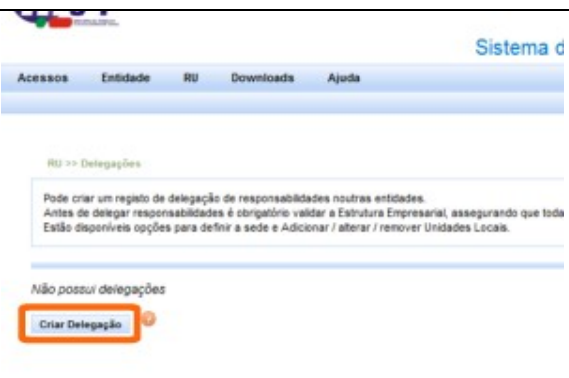 Sistema d
Acessos Entidade RU Downloads Ajuda
RU >> Delegações
Pode criar um registo de delegação de responsabilidades noutras entidades.
Antes de delegar responsabilidades é obrigatório validar a Estrutura Empresarial, assegurando que toda
Estão disponíveis opções para definir a sede e Adicionar / alterar / remover Unidades Locais.
Não possui delegações
Criar Delegação